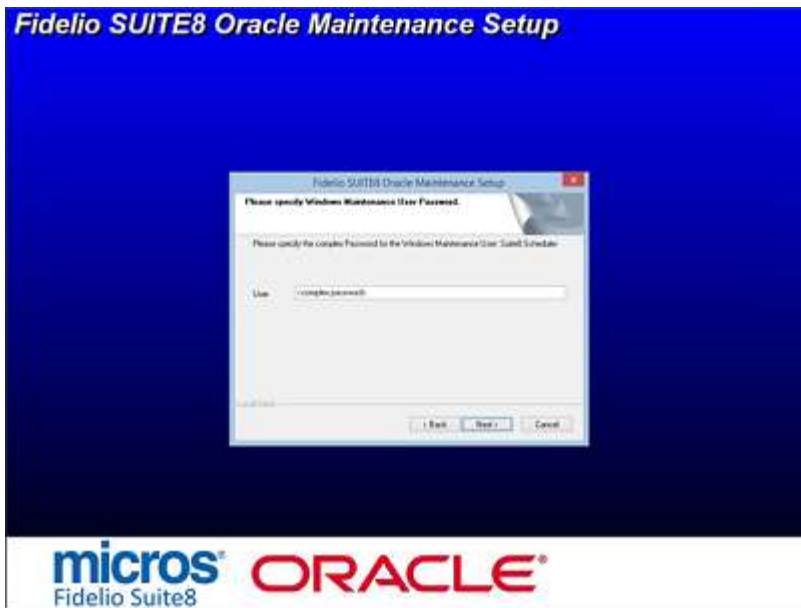 Fidelio SUITE8 Oracle Maintenance Setup
Fidelio SUITE8 Oracle Maintenance Setup
Please specify Windows Maintenance User Password.
Please specify the complex Password for the Windows Maintenance User: Suite8 Scheduler
User
<complex password>
< Back
Next >
Cancel
micros
ORACLE
Fidelio Suite8